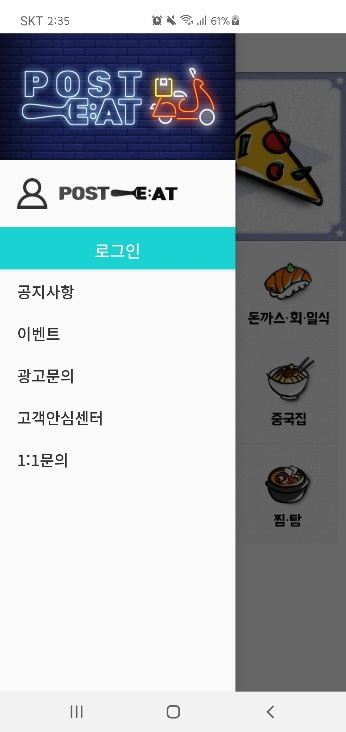 SKT 2:35
61%
POST
E:AT
POST E:AT
로그인
공지사항
이벤트
광고문의
고객안심센터
1:1문의
돈까스·회·일식
중국집
찜·탕